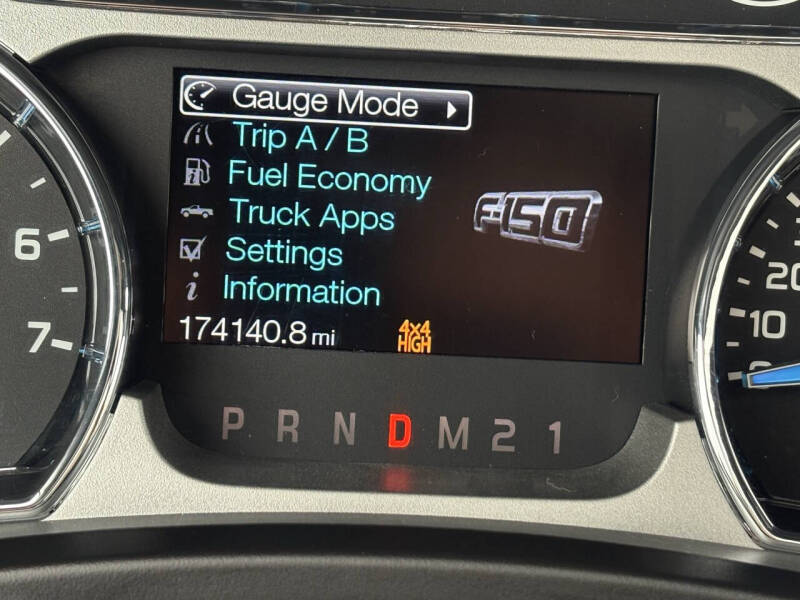 Gauge Mode
Trip A / B
Fuel Economy
Truck Apps
Settings
i Information
F-150
174140.8 mi
4x4
HIGH
P R N D M 2 1
6
7
20
10
0